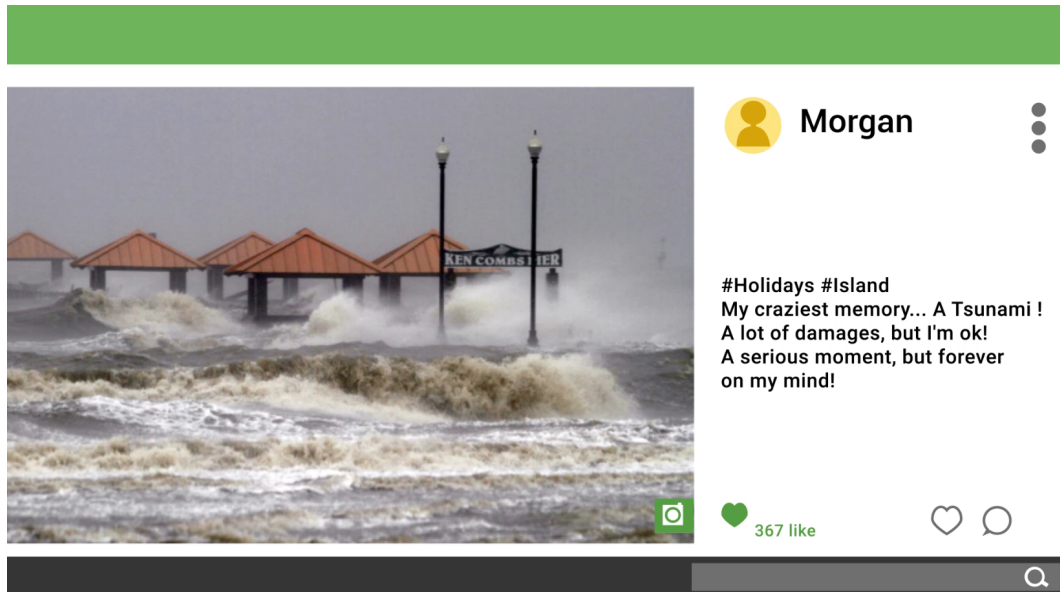 Morgan
KEN COMBS PIER
#Holidays #Island
My craziest memory... A Tsunami !
A lot of damages, but I'm ok!
A serious moment, but forever
on my mind!
367 like